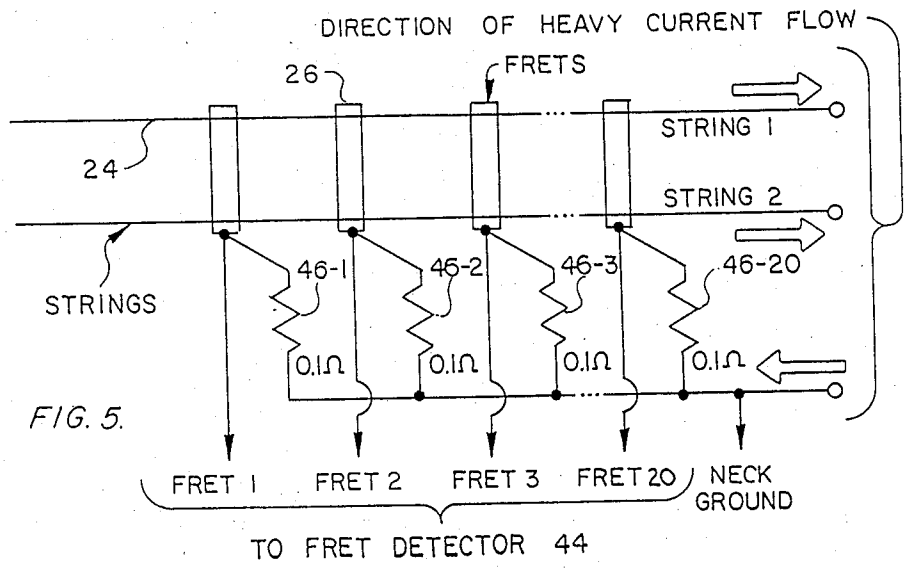 DIRECTION OF HEAVY CURRENT FLOW
26
FRETS
STRING 1
24
STRING 2
STRINGS
46-1
46-2
46-3
46-20
0.1Ω
0.1Ω
0.1Ω
0.1Ω
FIG. 5.
FRET 1
FRET 2
FRET 3
FRET 20
NECK
GROUND
TO FRET DETECTOR 44